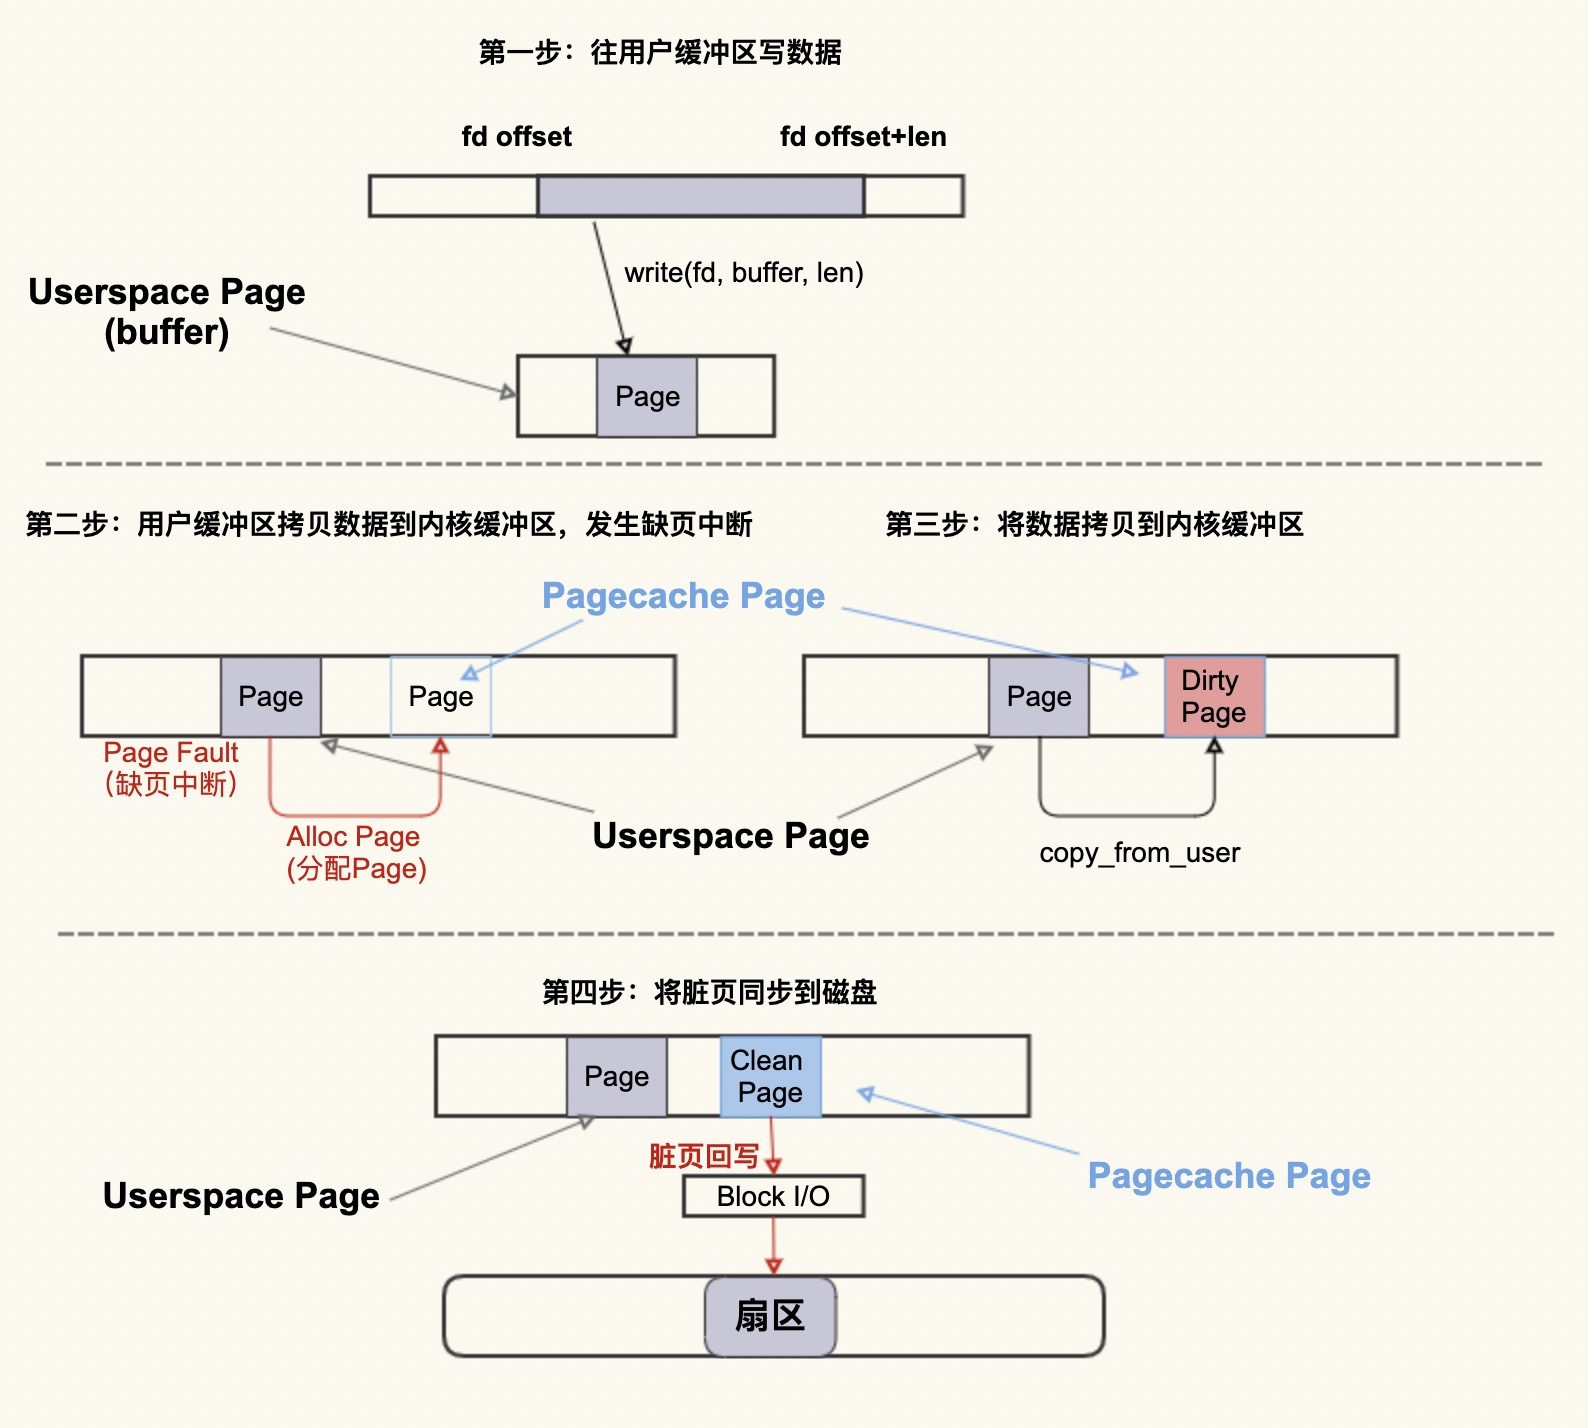 第一步：往用户缓冲区写数据
fd offset
fd offset+len
write(fd, buffer, len)
Userspace Page
(buffer)
Page
第二步：用户缓冲区拷贝数据到内核缓冲区，发生缺页中断
第三步：将数据拷贝到内核缓冲区
Pagecache Page
Page
Page
Page
Dirty
Page
Page Fault
(缺页中断)
Alloc Page
(分配Page)
Userspace Page
copy_from_user
第四步：将脏页同步到磁盘
Page
Clean
Page
脏页回写
Userspace Page
Pagecache Page
Block I/O
扇区